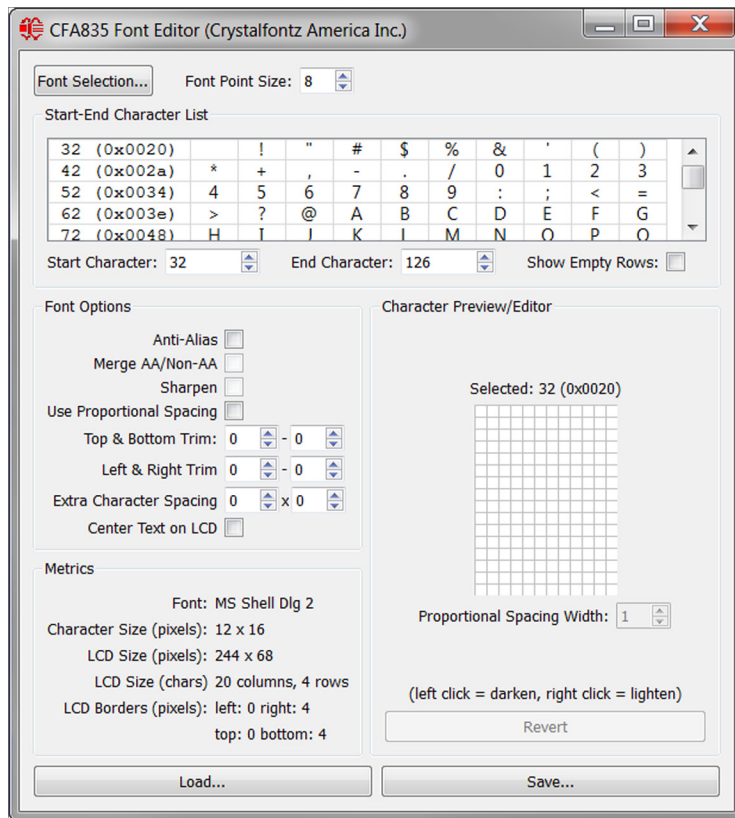 CFA835 Font Editor (Crystalfontz America Inc.)
Font Selection... Font Point Size: 8
Start-End Character List
32 (0x0020) ! " # $ % & ' ( )
42 (0x002a) * + , - . / 0 1 2 3
52 (0x0034) 4 5 6 7 8 9 : ; < =
62 (0x003e) > ? @ A B C D E F G
72 (0x0048) H I J K L M N O P Q
Start Character: 32 End Character: 126 Show Empty Rows:
Font Options
Anti-Alias
Merge AA/Non-AA
Sharpen
Use Proportional Spacing
Top & Bottom Trim: 0 - 0
Left & Right Trim 0 - 0
Extra Character Spacing 0 x 0
Center Text on LCD
Character Preview/Editor
Selected: 32 (0x0020)
Proportional Spacing Width: 1
(left click = darken, right click = lighten)
Revert
Metrics
Font: MS Shell Dlg 2
Character Size (pixels): 12 x 16
LCD Size (pixels): 244 x 68
LCD Size (chars) 20 columns, 4 rows
LCD Borders (pixels): left: 0 right: 4
top: 0 bottom: 4
Load... Save...